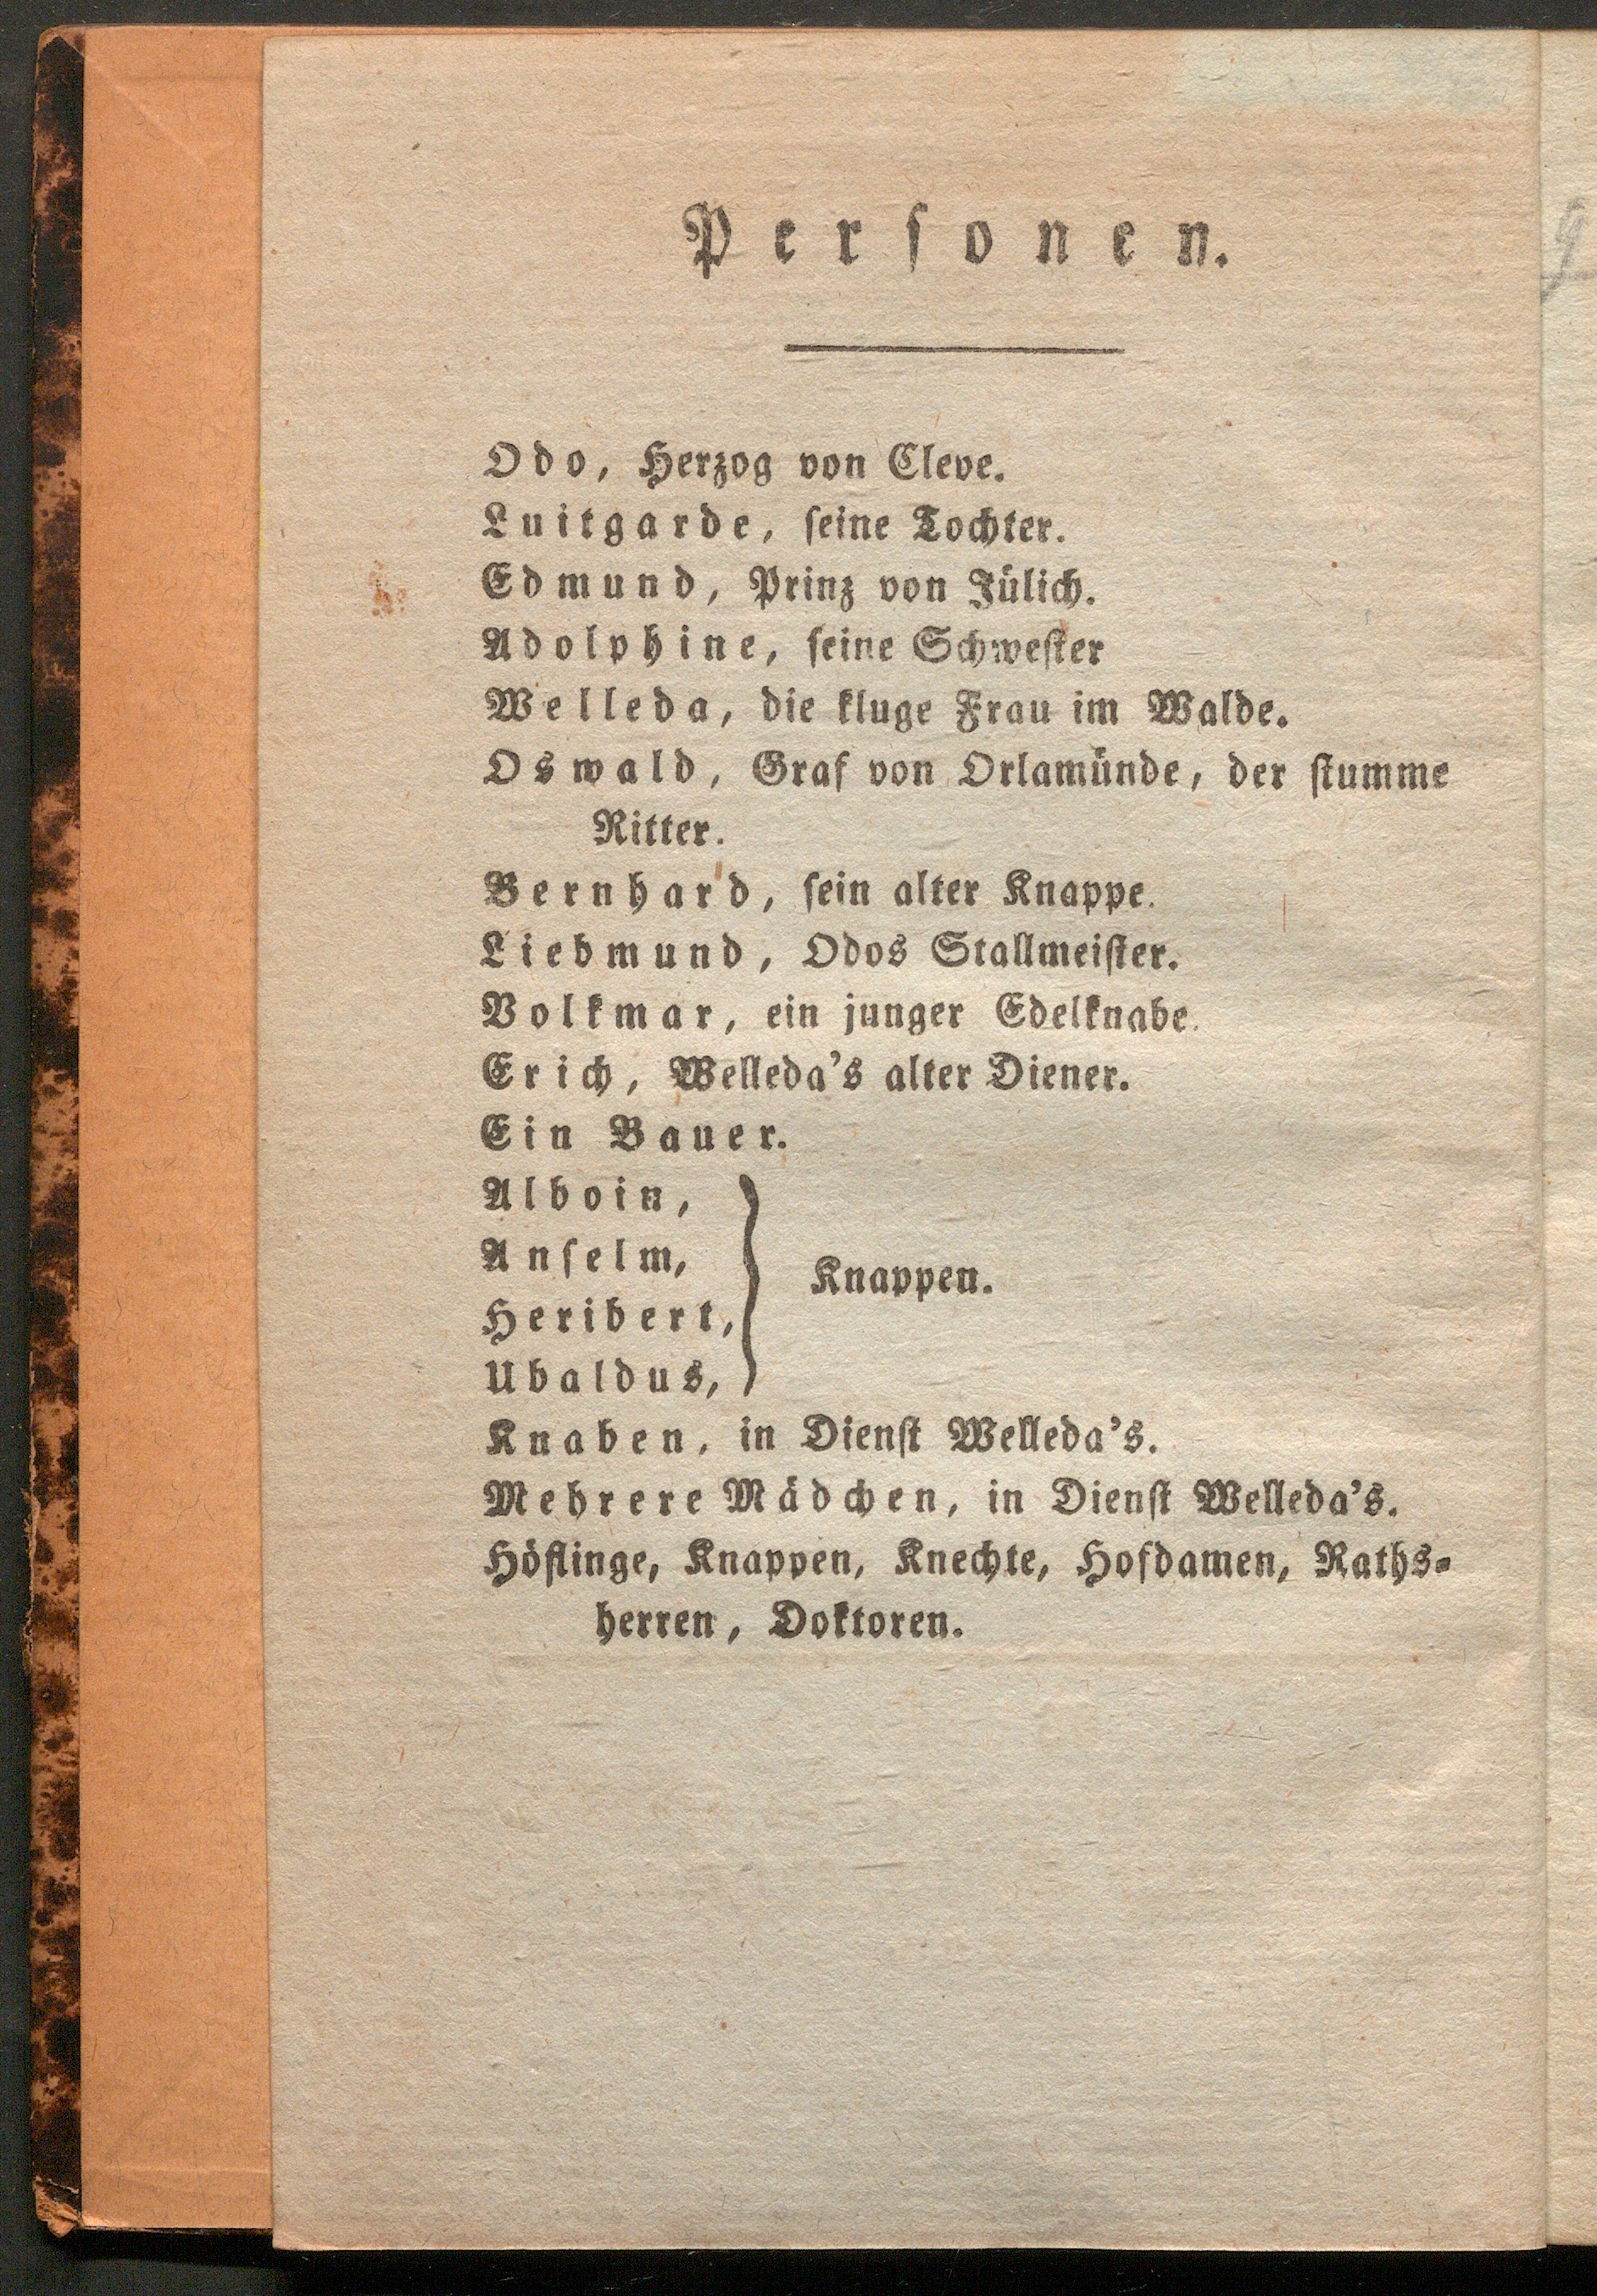 Personen.
Odo, Herzog von Cleve.
Luitgarde, ſeine Tochter.
Edmund, Prinz von Jülich.
Adolphine, ſeine Schweſter
Welleda, die kluge Frau im Walde.
Oswald, Graf von Orlamünde, der ſtumme
Ritter.
Bernhard, ſein alter Knappe.
Liebmund, Odos Stallmeiſter.
Volkmar, ein junger Edelknabe.
Erich, Welleda's alter Diener.
Ein Bauer.
Alboin,
Anſelm,
Knappen.
Heribert,
Ubaldus,
Knaben, in Dienſt Welleda's.
Mehrere Mädchen, in Dienſt Welleda's.
Höflinge, Knappen, Knechte, Hofdamen, Raths-
herren, Doktoren.